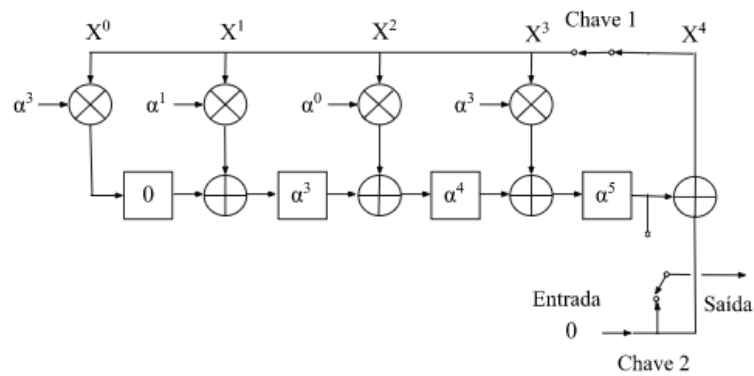 Chave 1
X⁰ X¹ X² X³ X⁴
α³ α¹ α⁰ α³
0 α³ α⁴ α⁵
Entrada Saída
0
Chave 2